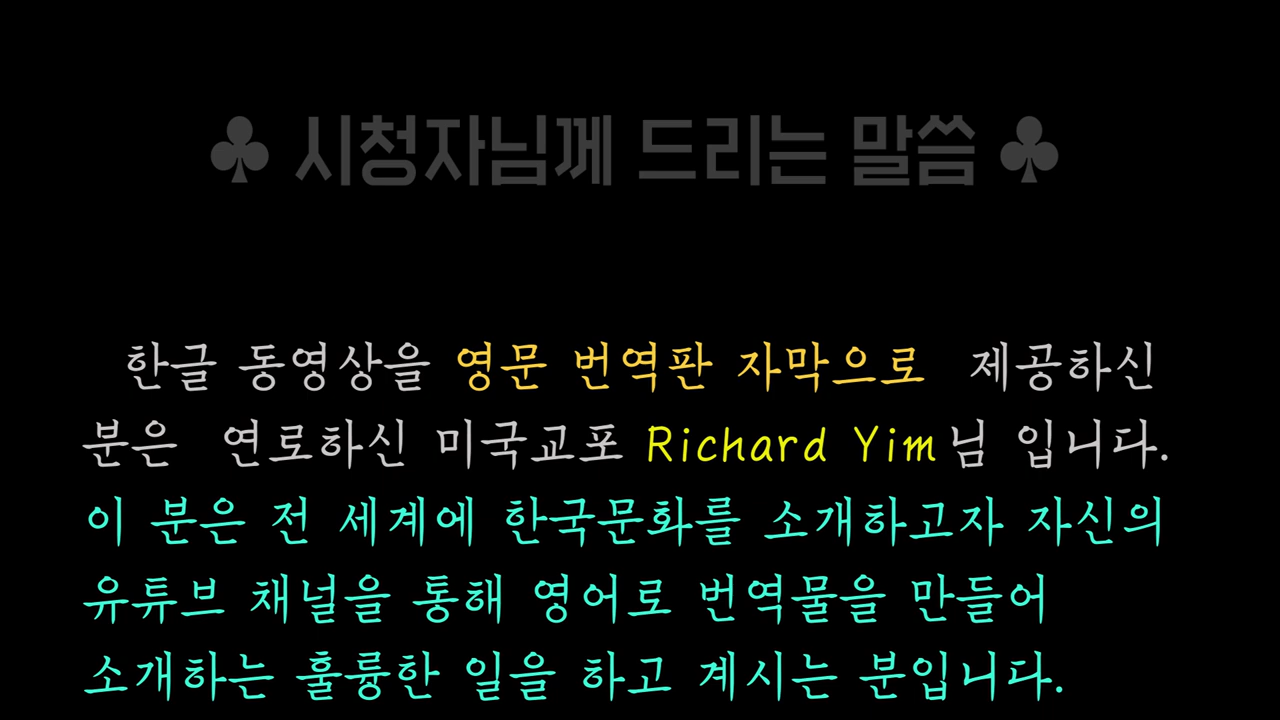 ♣ 시청자님께 드리는 말씀 ♣
한글 동영상을 영문 번역판 자막으로 제공하신
분은 연로하신 미국교포 Richard Yim님 입니다.
이 분은 전 세계에 한국문화를 소개하고자 자신의
유튜브 채널을 통해 영어로 번역물을 만들어
소개하는 훌륭한 일을 하고 계시는 분입니다.